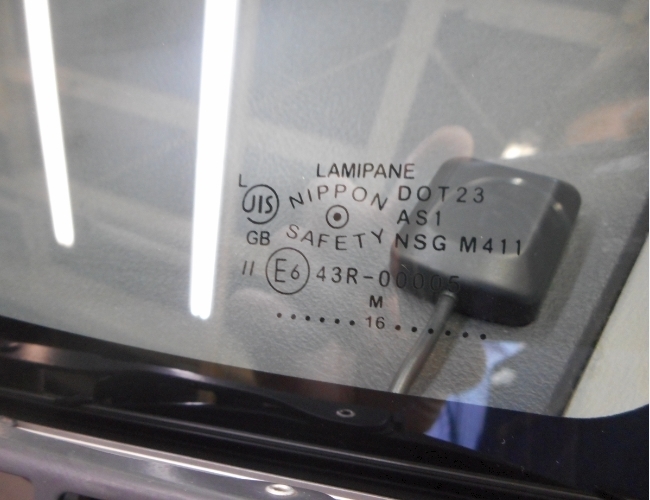 LAMIPANE
L JIS NIPPON DOT23
AS1
GB SAFETY NSG M411
II E6 43R-00005
M
. . . . . . 16 . . . . . .